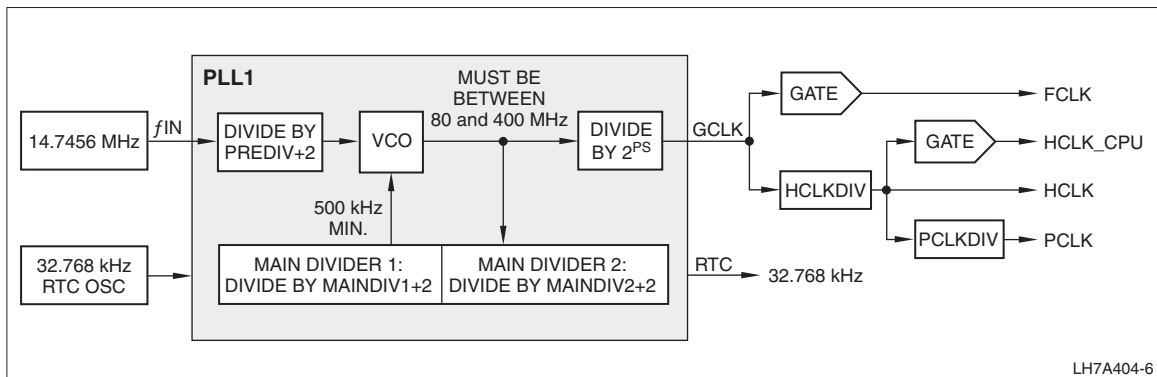 PLL1
14.7456 MHz
ƒIN
DIVIDE BY
PREDIV+2
VCO
MUST BE
BETWEEN
80 and 400 MHz
DIVIDE
BY 2^PS
GCLK
GATE
FCLK
GATE
HCLK_CPU
HCLKDIV
HCLK
PCLKDIV
PCLK
500 kHz
MIN.
32.768 kHz
RTC OSC
MAIN DIVIDER 1:
DIVIDE BY MAINDIV1+2
MAIN DIVIDER 2:
DIVIDE BY MAINDIV2+2
RTC
32.768 kHz
LH7A404-6